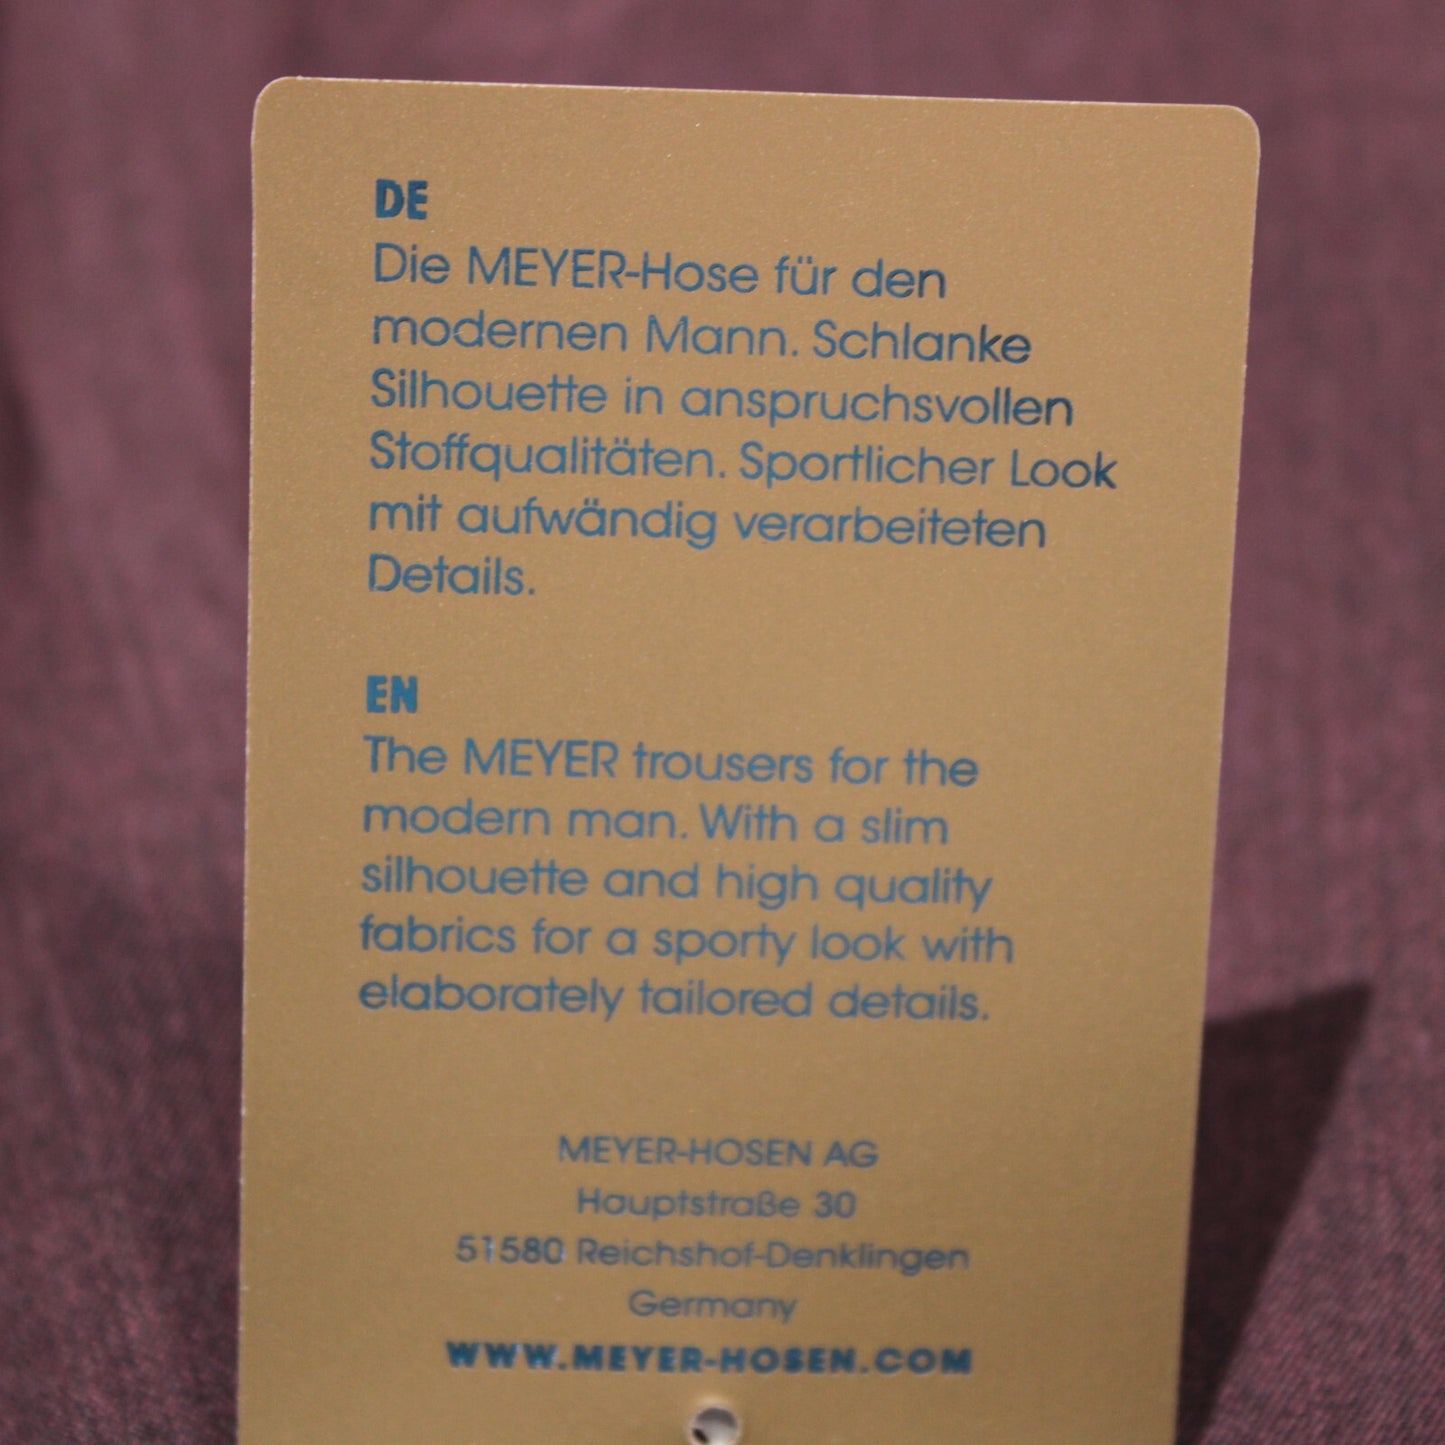 DE
Die MEYER-Hose für den
modernen Mann. Schlanke
Silhouette in anspruchsvollen
Stoffqualitäten. Sportlicher Look
mit aufwändig verarbeiteten
Details.
EN
The MEYER trousers for the
modern man. With a slim
silhouette and high quality
fabrics for a sporty look with
elaborately tailored details.
MEYER-HOSEN AG
Hauptstraße 30
51580 Reichshof-Denklingen
Germany
WWW.MEYER-HOSEN.COM